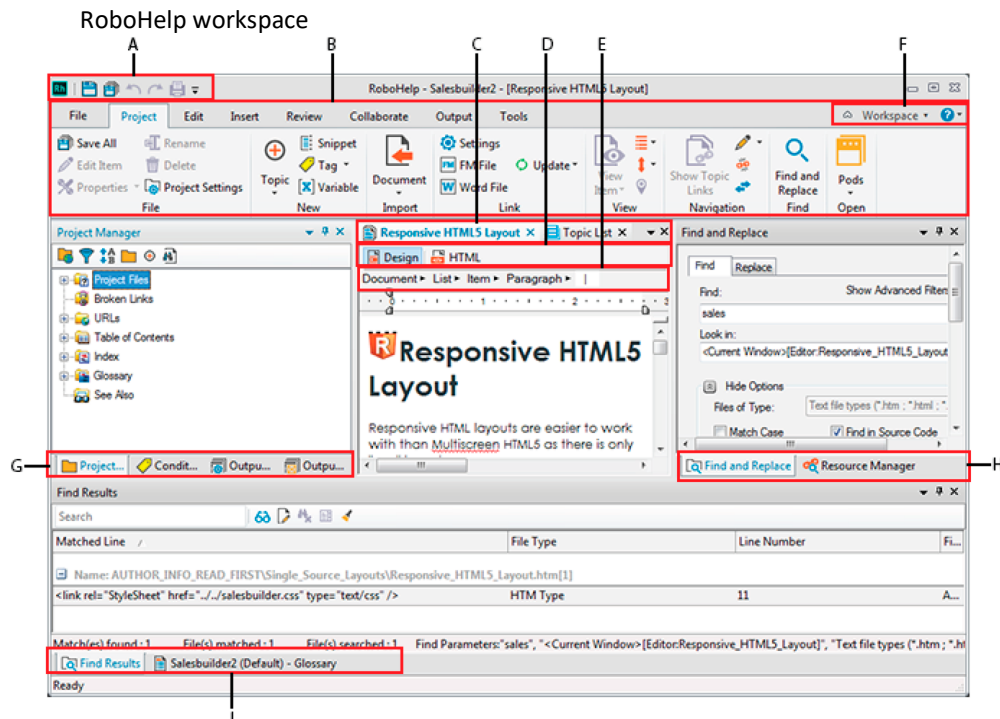 RoboHelp workspace
A B C D E F
Rh RoboHelp - Salesbuilder2 - [Responsive HTML5 Layout]
File Project Edit Insert Review Collaborate Output Tools Workspace ?
Save All Rename Snippet Settings
Edit Item Delete Topic Tag Document FM File Update View Item Show Topic Links Find and Replace Pods
Properties Project Settings Variable Word File
File New Import Link View Navigation Find Open
Project Manager
Project Files
Broken Links
URLs
Table of Contents
Index
Glossary
See Also
G Project... Condit... Outpu... Outpu...
Responsive HTML5 Layout Topic List
Design HTML
Document List Item Paragraph
1 2 3
Responsive HTML5
Layout
Responsive HTML layouts are easier to work
with than Multiscreen HTML5 as there is only
Find and Replace
Find Replace
Find: Show Advanced Filters
sales
Look in:
<Current Window>[Editor:Responsive_HTML5_Layout
Hide Options
Files of Type: Text file types (*.htm ; *.html ; *.
Match Case Find in Source Code
Find and Replace Resource Manager H
Find Results
Search
Matched Line / File Type Line Number Fi...
Name: AUTHOR_INFO_READ_FIRST\Single_Source_Layouts\Responsive_HTML5_Layout.htm[1]
<link rel="StyleSheet" href="../../salesbuilder.css" type="text/css" /> HTM Type 11 A...
Match(es) found : 1 File(s) matched : 1 File(s) searched : 1 Find Parameters:"sales", "<Current Window>[Editor:Responsive_HTML5_Layout]", "Text file types (*.htm ; *.ht
Find Results Salesbuilder2 (Default) - Glossary
Ready